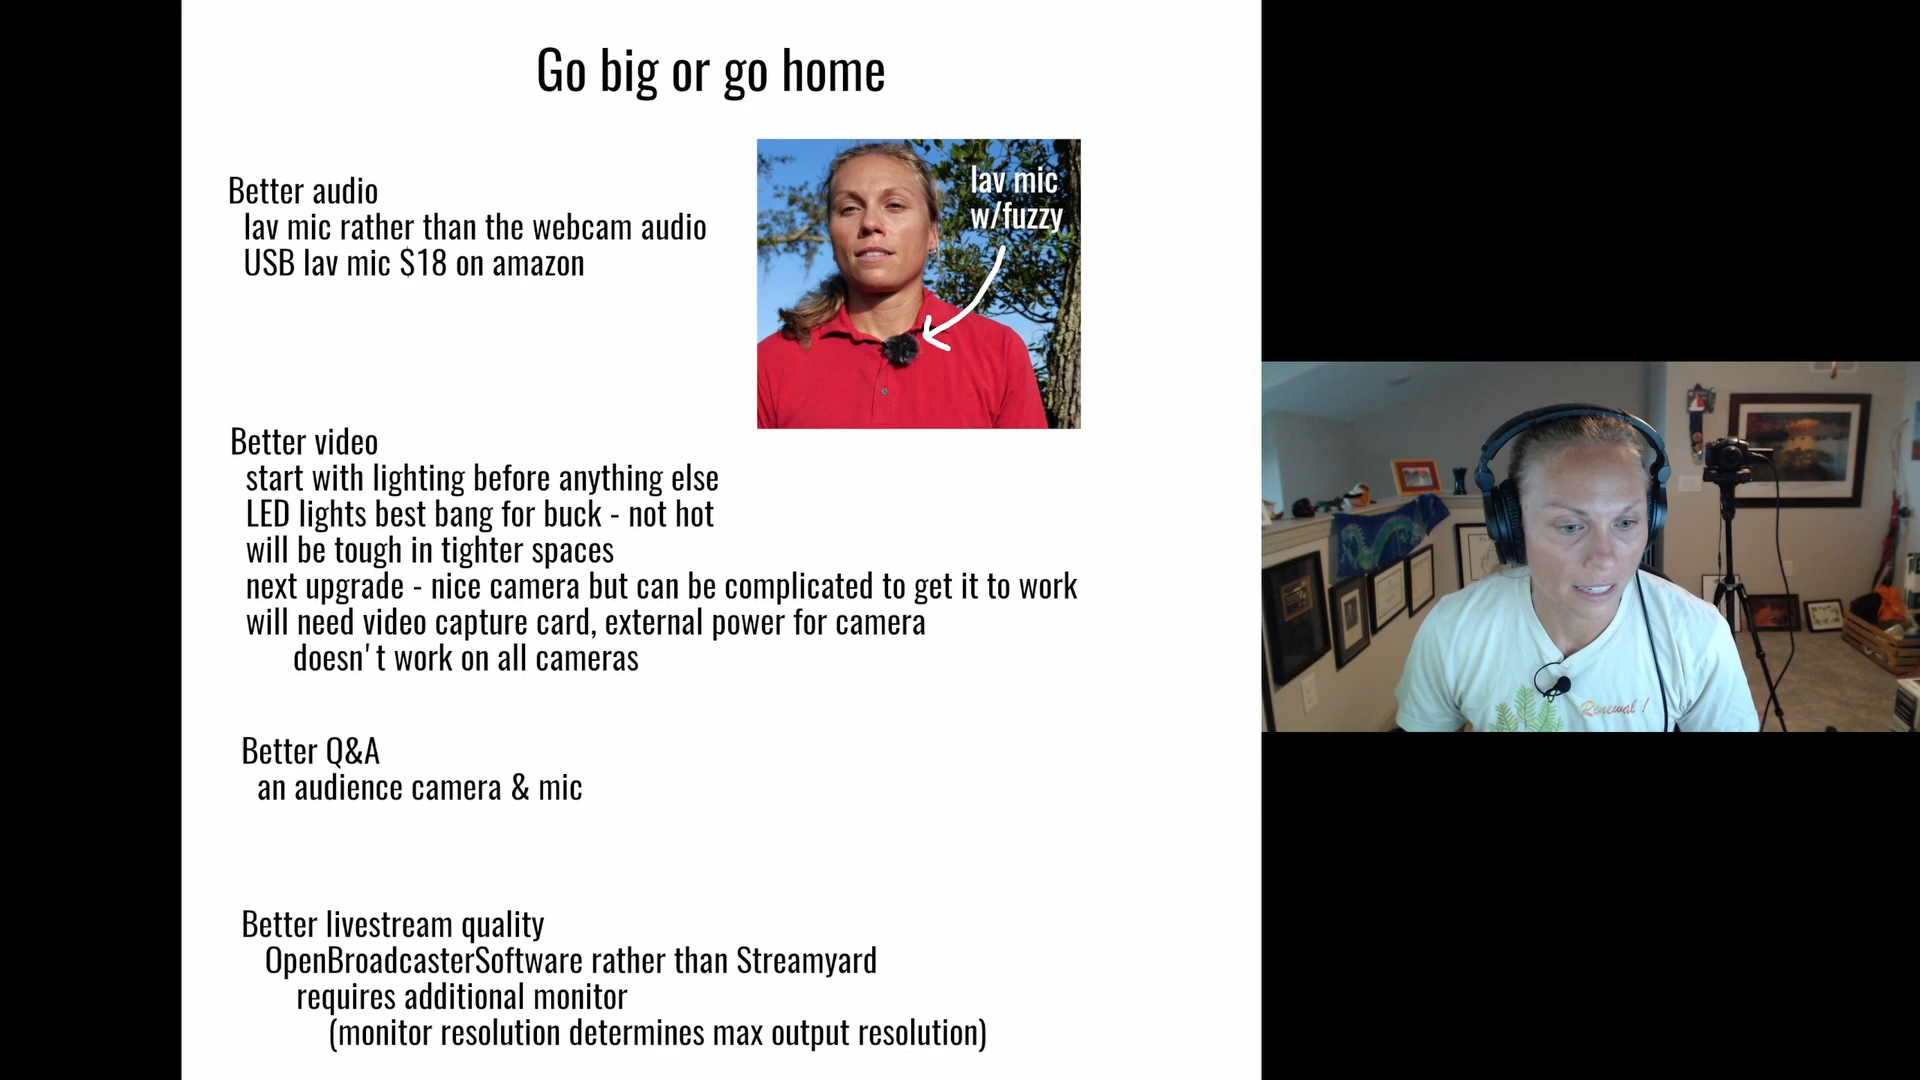 Go big or go home
Better audio
lav mic rather than the webcam audio
USB lav mic $18 on amazon
lav mic
w/fuzzy
Better video
start with lighting before anything else
LED lights best bang for buck - not hot
will be tough in tighter spaces
next upgrade - nice camera but can be complicated to get it to work
will need video capture card, external power for camera
doesn't work on all cameras
Better Q&A
an audience camera & mic
Better livestream quality
OpenBroadcasterSoftware rather than Streamyard
requires additional monitor
(monitor resolution determines max output resolution)
Renewal !